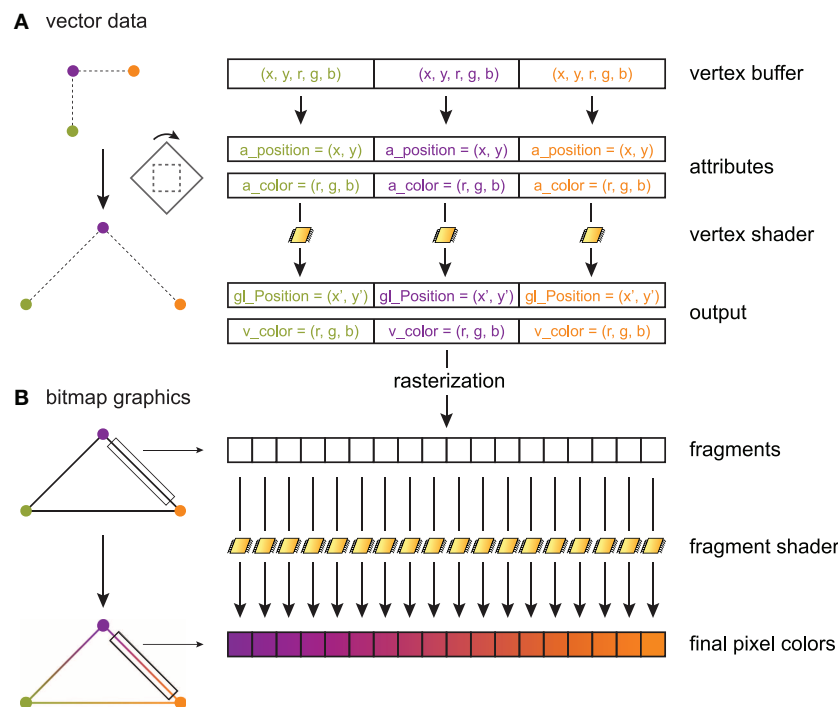 A vector data
(x, y, r, g, b) (x, y, r, g, b) (x, y, r, g, b) vertex buffer
a_position = (x, y) a_position = (x, y) a_position = (x, y)
attributes
a_color = (r, g, b) a_color = (r, g, b) a_color = (r, g, b)
vertex shader
gl_Position = (x’, y’) gl_Position = (x’, y’) gl_Position = (x’, y’)
output
v_color = (r, g, b) v_color = (r, g, b) v_color = (r, g, b)
rasterization
B bitmap graphics
fragments
fragment shader
final pixel colors